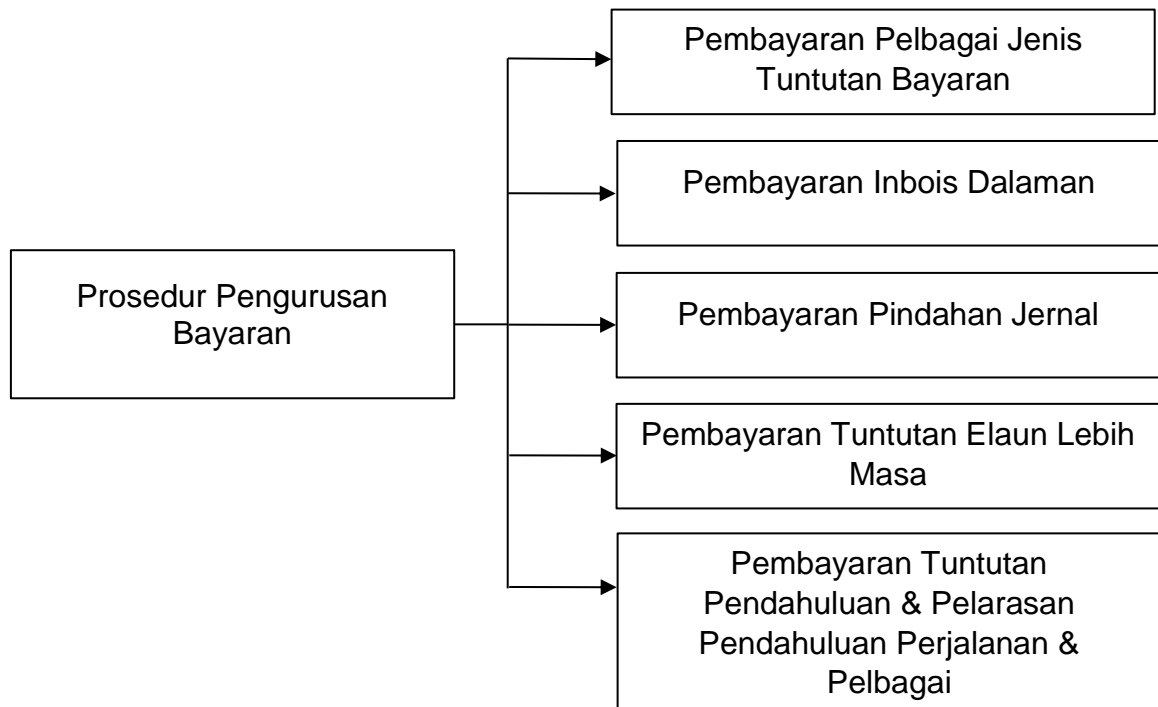 Pembayaran Pelbagai Jenis
Tuntutan Bayaran
Pembayaran Inbois Dalaman
Prosedur Pengurusan
Bayaran
Pembayaran Pindahan Jernal
Pembayaran Tuntutan Elaun Lebih
Masa
Pembayaran Tuntutan
Pendahuluan & Pelarasan
Pendahuluan Perjalanan &
Pelbagai